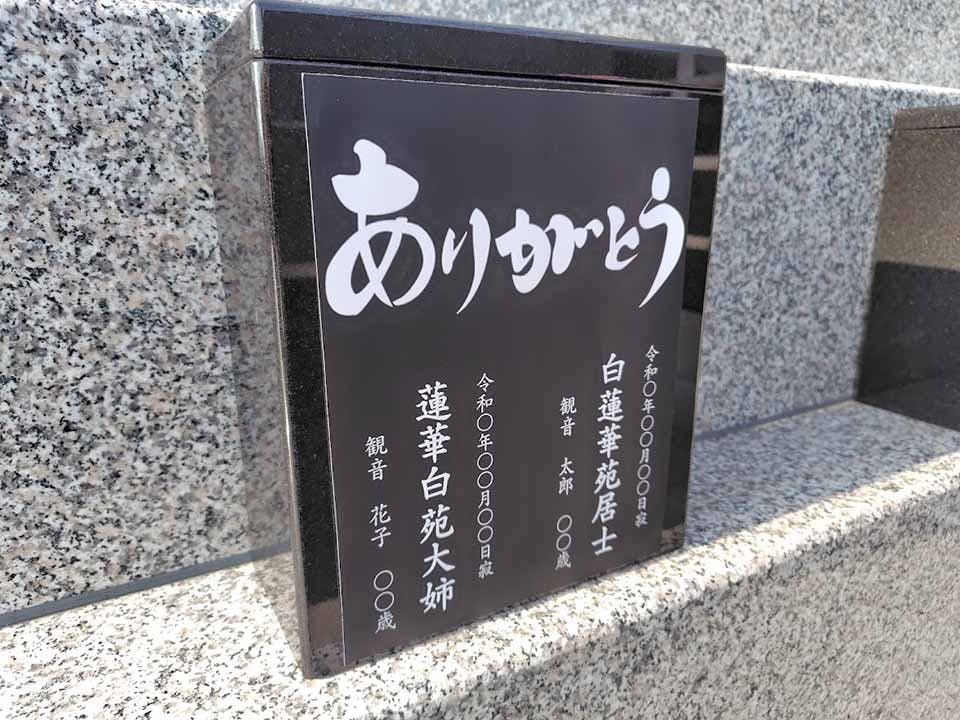 ありがとう
令和〇年〇〇月〇〇日寂
白蓮華苑居士
観音 太郎 〇〇歳
令和〇年〇〇月〇〇日寂
蓮華白苑大姉
観音 花子 〇〇歳